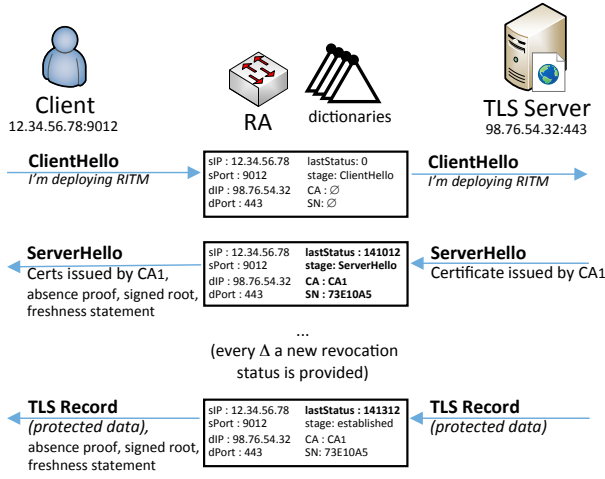 Client
12.34.56.78:9012
RA
dictionaries
TLS Server
98.76.54.32:443
ClientHello
I'm deploying RITM
sIP : 12.34.56.78 lastStatus: 0
sPort : 9012 stage: ClientHello
dIP : 98.76.54.32 CA : ∅
dPort : 443 SN: ∅
ClientHello
I'm deploying RITM
ServerHello
Certs issued by CA1,
absence proof, signed root,
freshness statement
sIP : 12.34.56.78 lastStatus : 141012
sPort : 9012 stage: ServerHello
dIP : 98.76.54.32 CA : CA1
dPort : 443 SN : 73E10A5
ServerHello
Certificate issued by CA1
...
(every Δ a new revocation
status is provided)
TLS Record
(protected data),
absence proof, signed root,
freshness statement
sIP : 12.34.56.78 lastStatus : 141312
sPort : 9012 stage: established
dIP : 98.76.54.32 CA : CA1
dPort : 443 SN: 73E10A5
TLS Record
(protected data)